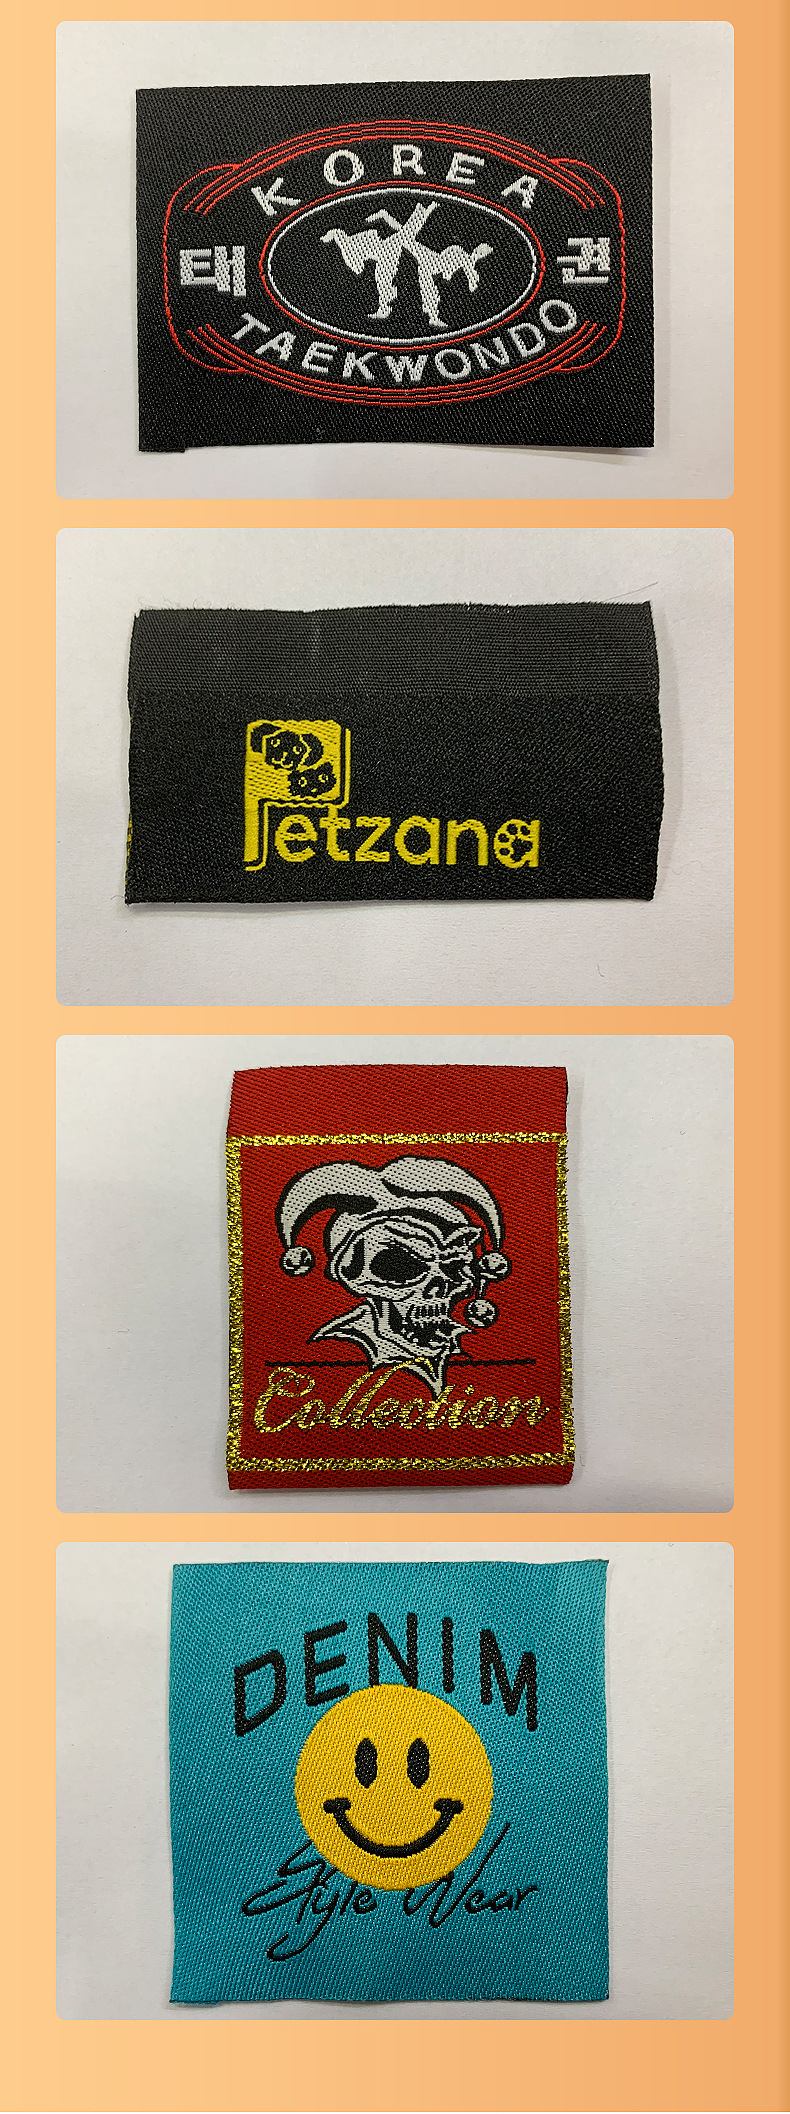 KOREA
태 권
TAEKWONDO
Petzana
Collection
DENIM
Style Wear